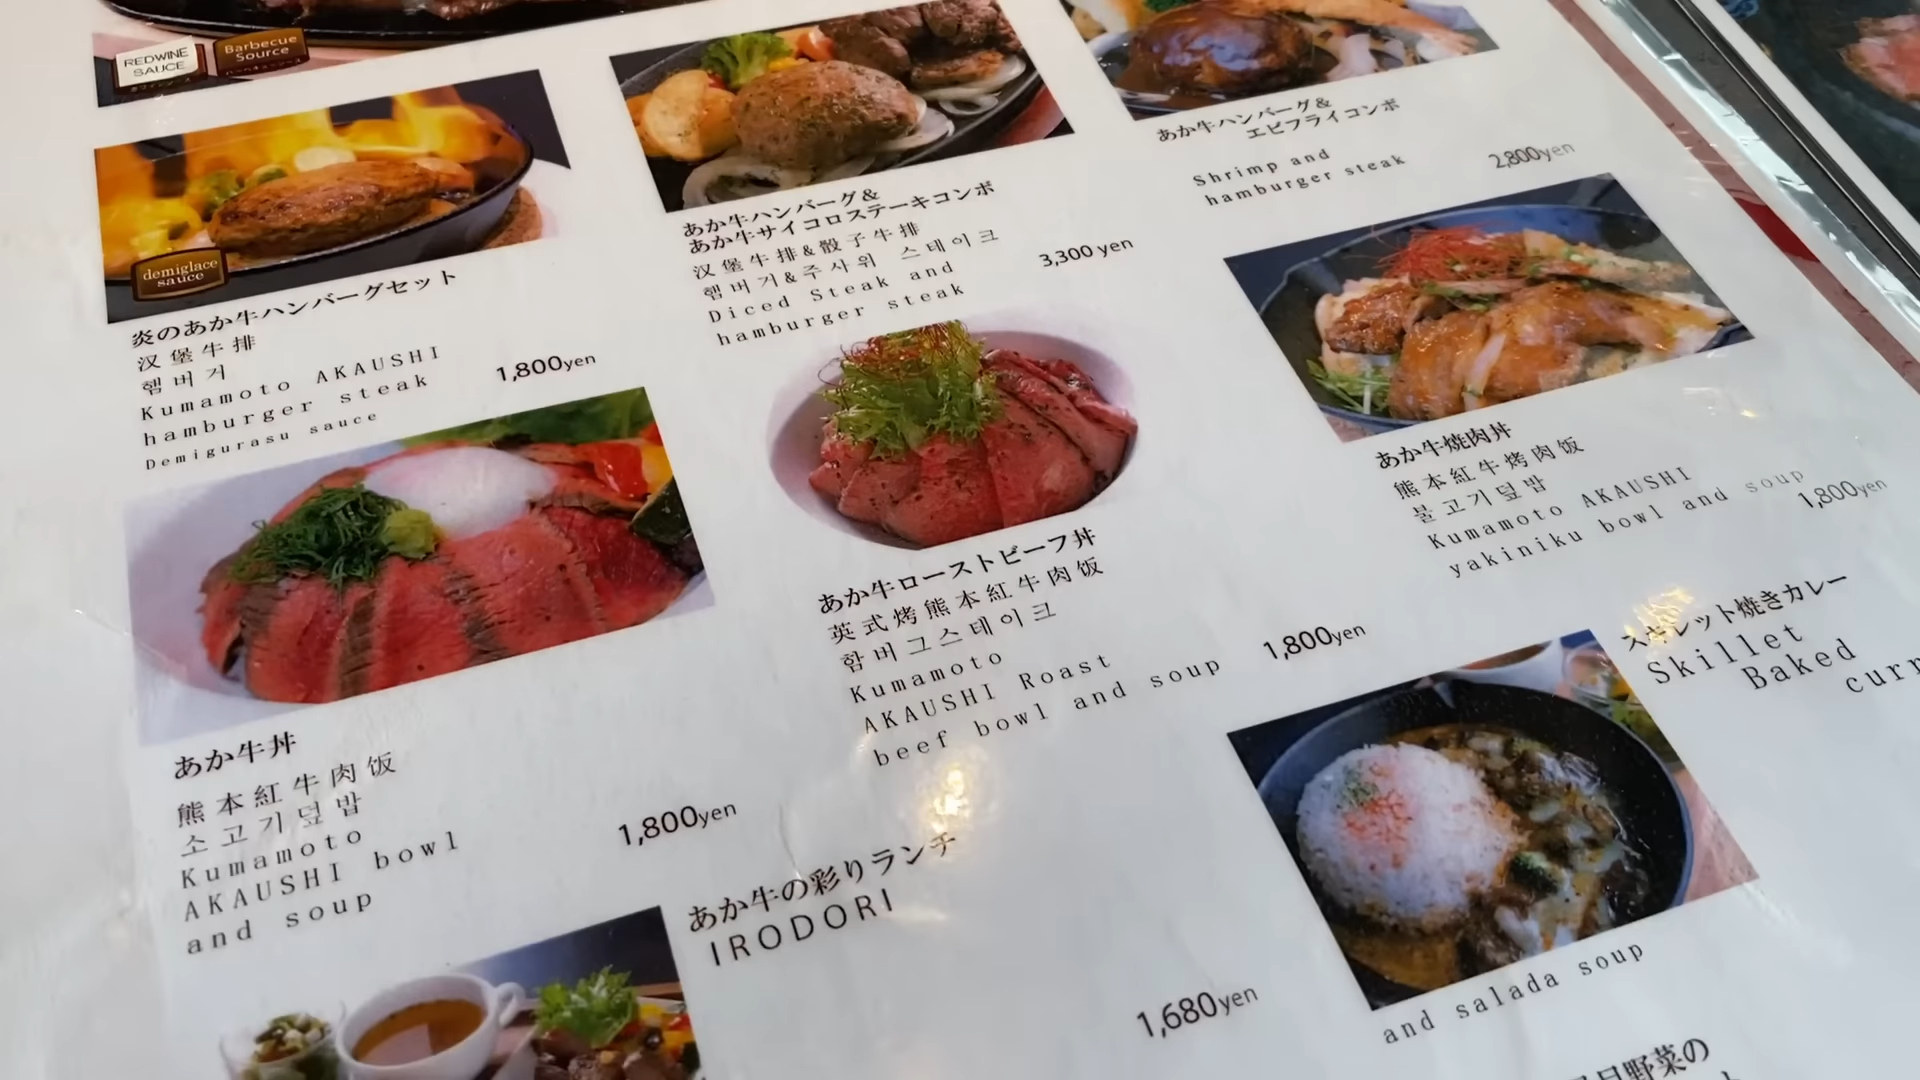 REDWINE
SAUCE
Barbecue
Source
demiglace
sauce
炎のあか牛ハンバーグセット
汉堡牛排
햄버거
Kumamoto AKAUSHI
hamburger steak
Demigurasu sauce
1,800yen
あか牛ハンバーグ&
あか牛サイコロステーキコンボ
汉堡牛排&骰子牛排
햄버거&주사위 스테이크
Diced Steak and
hamburger steak
3,300 yen
あか牛ハンバーグ&
エビフライコンボ
Shrimp and
hamburger steak
2,800yen
あか牛丼
熊本紅牛肉饭
소고기덮밥
Kumamoto
AKAUSHI bowl
and soup
1,800yen
あか牛ローストビーフ丼
英式烤熊本紅牛肉饭
함버그스테이크
Kumamoto
AKAUSHI Roast
beef bowl and soup
1,800yen
あか牛焼肉丼
熊本紅牛烤肉饭
불고기덮밥
Kumamoto AKAUSHI
yakiniku bowl and soup
1,800yen
スキレット焼きカレー
Skillet
Baked
and salada soup
あか牛の彩りランチ
IRODORI
1,680yen
野菜の